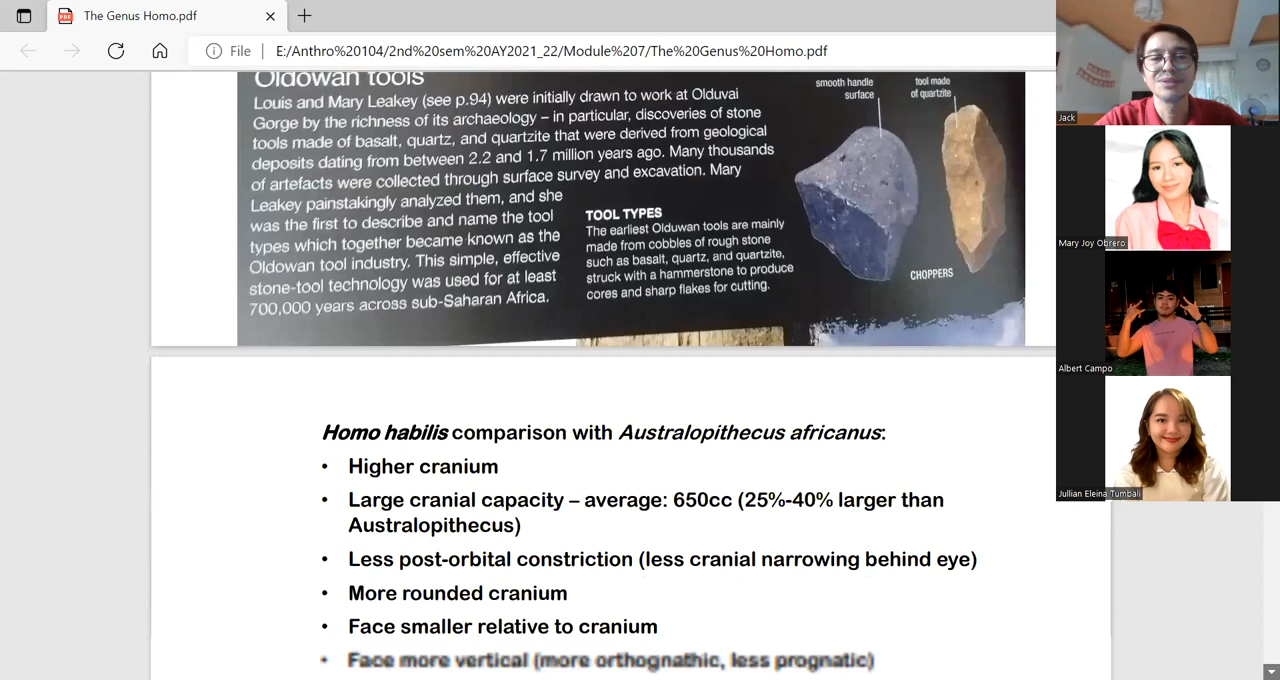 The Genus Homo.pdf
File
E:/Anthro%20104/2nd%20sem%20AY2021_22/Module%207/The%20Genus%20Homo.pdf
Oldowan tools
Louis and Mary Leakey (see p.94) were initially drawn to work at Olduvai
Gorge by the richness of its archaeology – in particular, discoveries of stone
tools made of basalt, quartz, and quartzite that were derived from geological
deposits dating from between 2.2 and 1.7 million years ago. Many thousands
of artefacts were collected through surface survey and excavation. Mary
Leakey painstakingly analyzed them, and she
was the first to describe and name the tool
types which together became known as the
Oldowan tool industry. This simple, effective
stone-tool technology was used for at least
700,000 years across sub-Saharan Africa.
TOOL TYPES
The earliest Olduwan tools are mainly
made from cobbles of rough stone
such as basalt, quartz, and quartzite,
struck with a hammerstone to produce
cores and sharp flakes for cutting.
smooth handle
surface
tool made
of quartzite
CHOPPERS
Homo habilis comparison with Australopithecus africanus:
• Higher cranium
• Large cranial capacity – average: 650cc (25%-40% larger than
Australopithecus)
• Less post-orbital constriction (less cranial narrowing behind eye)
• More rounded cranium
• Face smaller relative to cranium
• Face more vertical (more orthognathic, less prognatic)
Jack
Mary Joy Obrero
Albert Campo
Jullian Eleina Tumbali